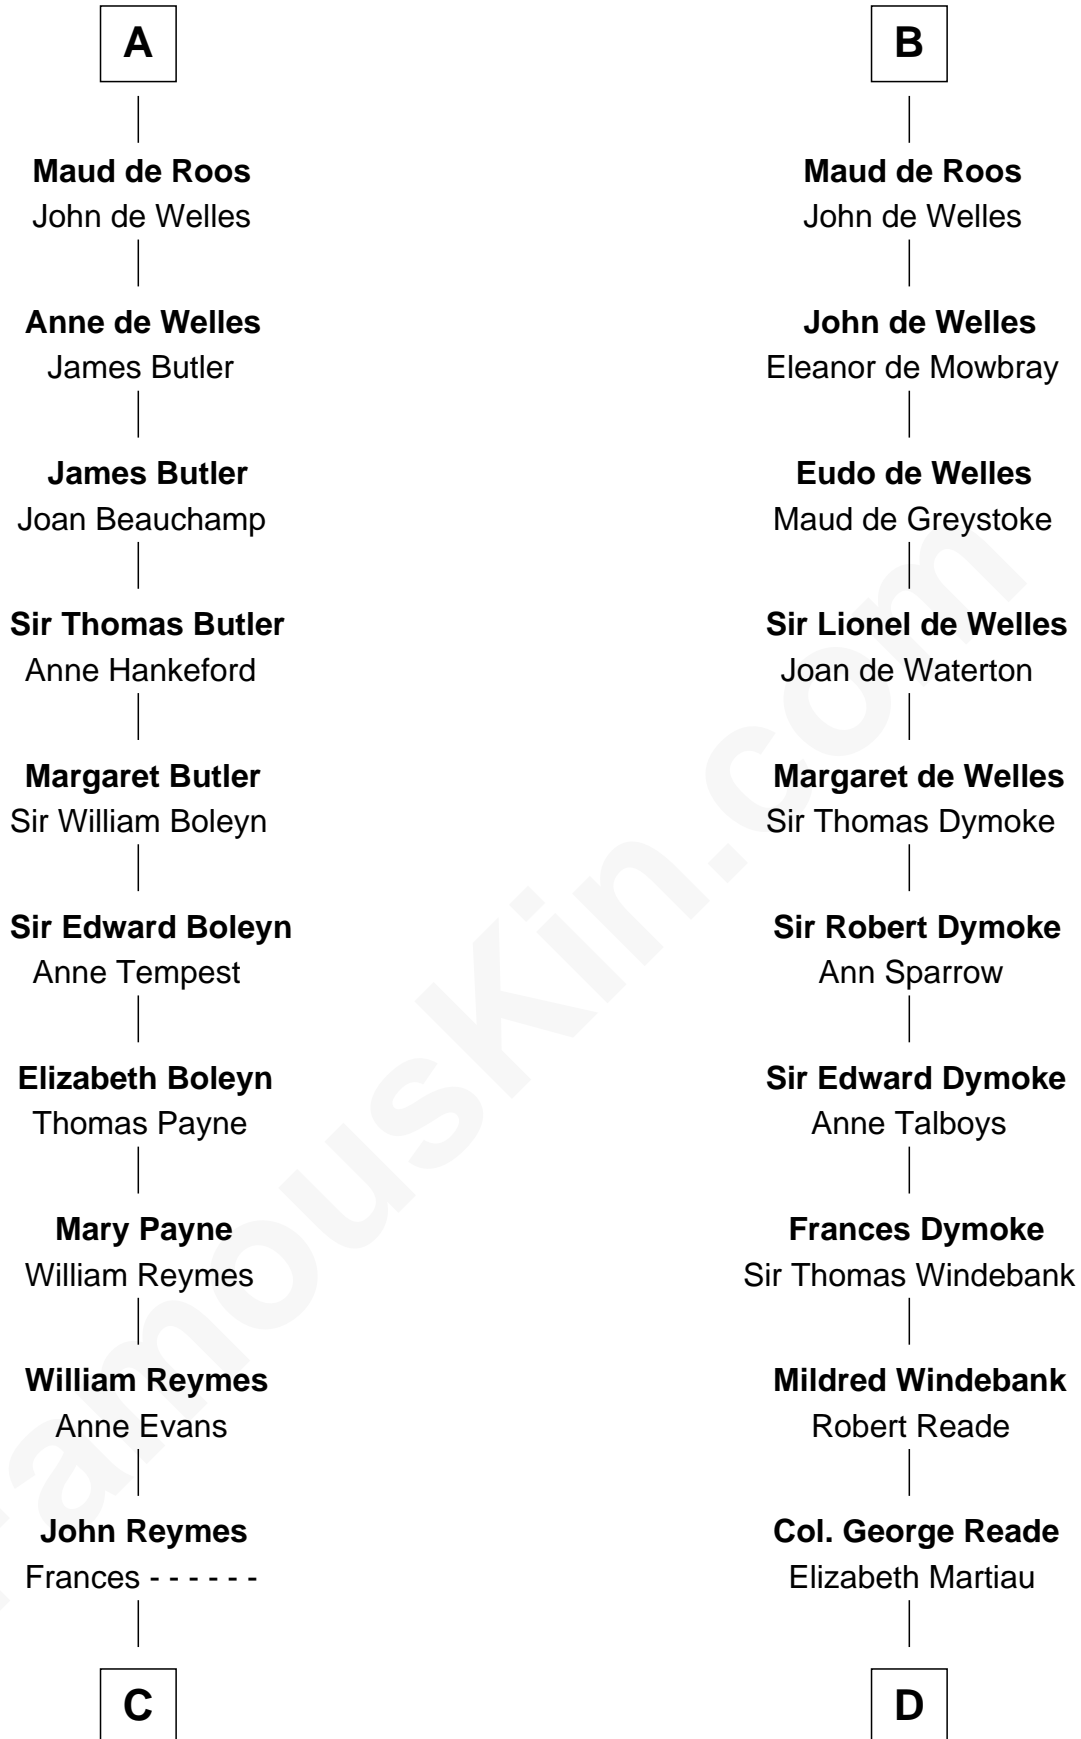 A
Maud de Roos
John de Welles
Anne de Welles
James Butler
James Butler
Joan Beauchamp
Sir Thomas Butler
Anne Hankeford
Margaret Butler
Sir William Boleyn
Sir Edward Boleyn
Anne Tempest
Elizabeth Boleyn
Thomas Payne
Mary Payne
William Reymes
William Reymes
Anne Evans
John Reymes
Frances - - - - - -
C
B
Maud de Roos
John de Welles
John de Welles
Eleanor de Mowbray
Eudo de Welles
Maud de Greystoke
Sir Lionel de Welles
Joan de Waterton
Margaret de Welles
Sir Thomas Dymoke
Sir Robert Dymoke
Ann Sparrow
Sir Edward Dymoke
Anne Talboys
Frances Dymoke
Sir Thomas Windebank
Mildred Windebank
Robert Reade
Col. George Reade
Elizabeth Martiau
D
FamousKin.com